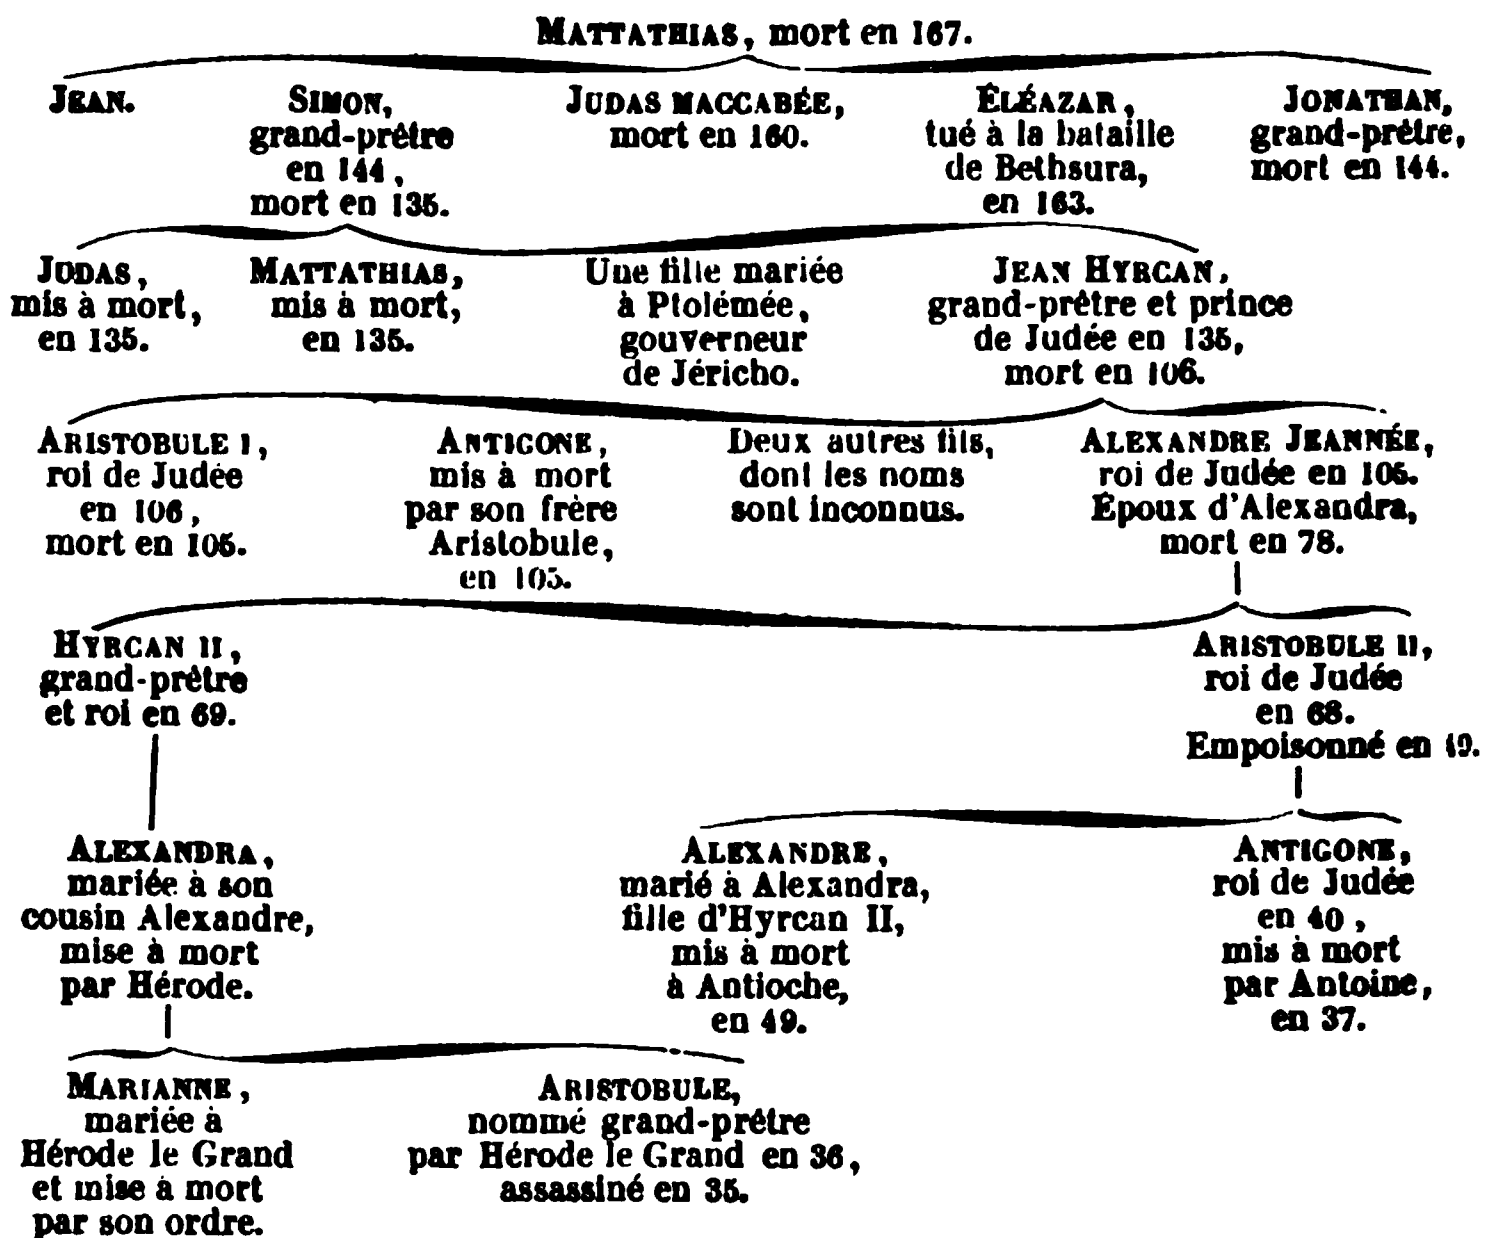 MATTATHIAS, mort en 167.
JEAN.
SIMON,
grand-prêtre
en 144,
mort en 135.
JUDAS MACCABÉE,
mort en 160.
ÉLÉAZAR,
tué à la bataille
de Bethsura,
en 163.
JONATHAN,
grand-prêtre,
mort en 144.
JUDAS,
mis à mort,
en 135.
MATTATHIAS,
mis à mort,
en 135.
Une fille mariée
à Ptolémée,
gouverneur
de Jéricho.
JEAN HYRCAN,
grand-prêtre et prince
de Judée en 135,
mort en 106.
ARISTOBULE I,
roi de Judée
en 106,
mort en 105.
ANTIGONE,
mis à mort
par son frère
Aristobule,
en 105.
Deux autres fils,
dont les noms
sont inconnus.
ALEXANDRE JEANNÉE,
roi de Judée en 105.
Époux d'Alexandra,
mort en 78.
HYRCAN II,
grand-prêtre
et roi en 69.
ARISTOBULE II,
roi de Judée
en 68.
Empoisonné en 49.
ALEXANDRA,
mariée à son
cousin Alexandre,
mise à mort
par Hérode.
ALEXANDRE,
marié à Alexandra,
fille d'Hyrcan II,
mis à mort
à Antioche,
en 49.
ANTIGONE,
roi de Judée
en 40,
mis à mort
par Antoine,
en 37.
MARIANNE,
mariée à
Hérode le Grand
et mise à mort
par son ordre.
ARISTOBULE,
nommé grand-prêtre
par Hérode le Grand en 36,
assassiné en 35.